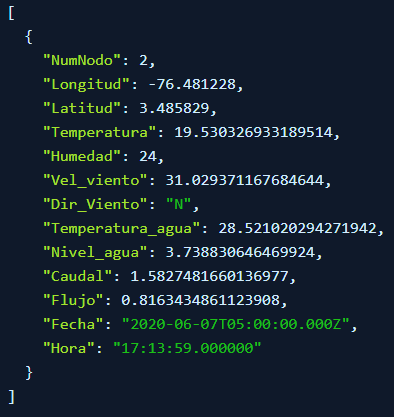 [
  {
    "NumNodo": 2,
    "Longitud": -76.481228,
    "Latitud": 3.485829,
    "Temperatura": 19.530326933189514,
    "Humedad": 24,
    "Vel_viento": 31.029371167684644,
    "Dir_Viento": "N",
    "Temperatura_agua": 28.521020294271942,
    "Nivel_agua": 3.738830646469924,
    "Caudal": 1.5827481660136977,
    "Flujo": 0.8163434861123908,
    "Fecha": "2020-06-07T05:00:00.000Z",
    "Hora": "17:13:59.000000"
  }
]